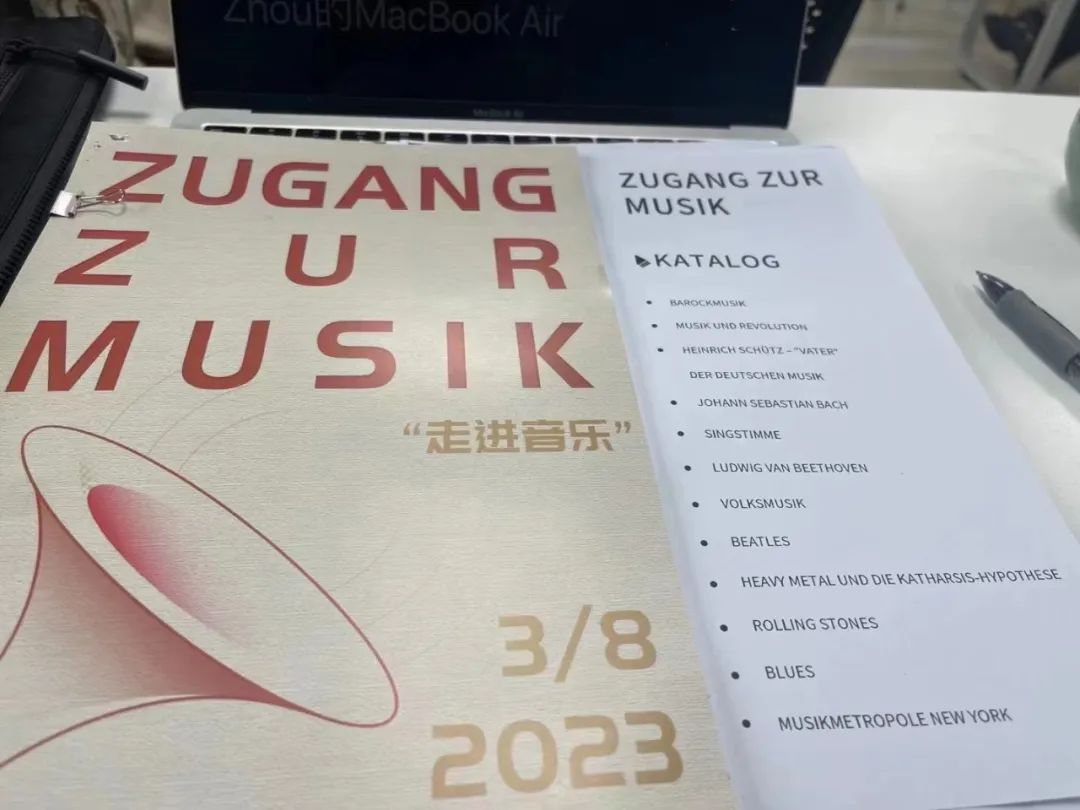 Zhou的MacBook Air
MacBook Air
ZUGANG
ZUR
MUSIK
“走进音乐”
3/8
2023
ZUGANG ZUR
MUSIK
KATALOG
BAROCKMUSIK
MUSIK UND REVOLUTION
HEINRICH SCHÜTZ – "VATER"
DER DEUTSCHEN MUSIK
JOHANN SEBASTIAN BACH
SINGSTIMME
LUDWIG VAN BEETHOVEN
VOLKSMUSIK
BEATLES
HEAVY METAL UND DIE KATHARSIS-HYPOTHESE
ROLLING STONES
BLUES
MUSIKMETROPOLE NEW YORK